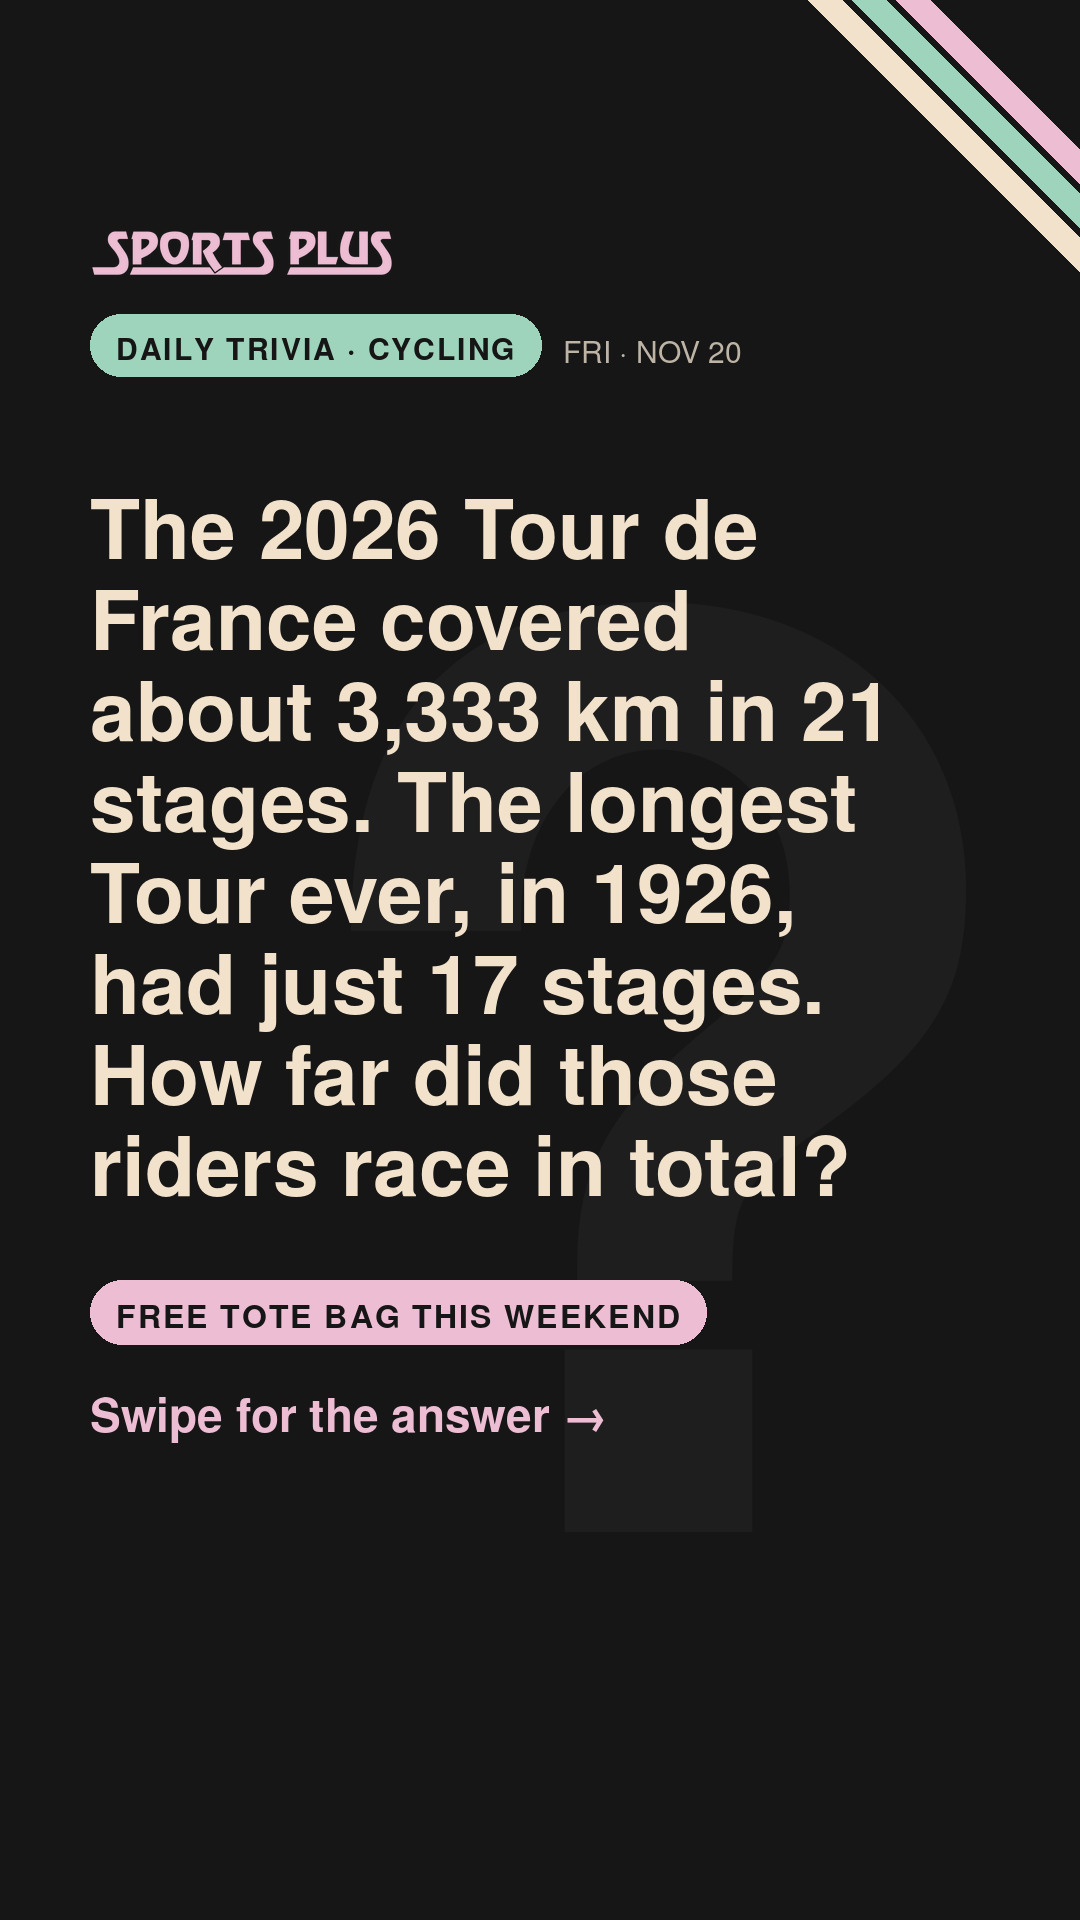 SPORTS PLUS
DAILY TRIVIA · CYCLING
FRI · NOV 20
The 2026 Tour de
France covered
about 3,333 km in 21
stages. The longest
Tour ever, in 1926,
had just 17 stages.
How far did those
riders race in total?
FREE TOTE BAG THIS WEEKEND
Swipe for the answer →